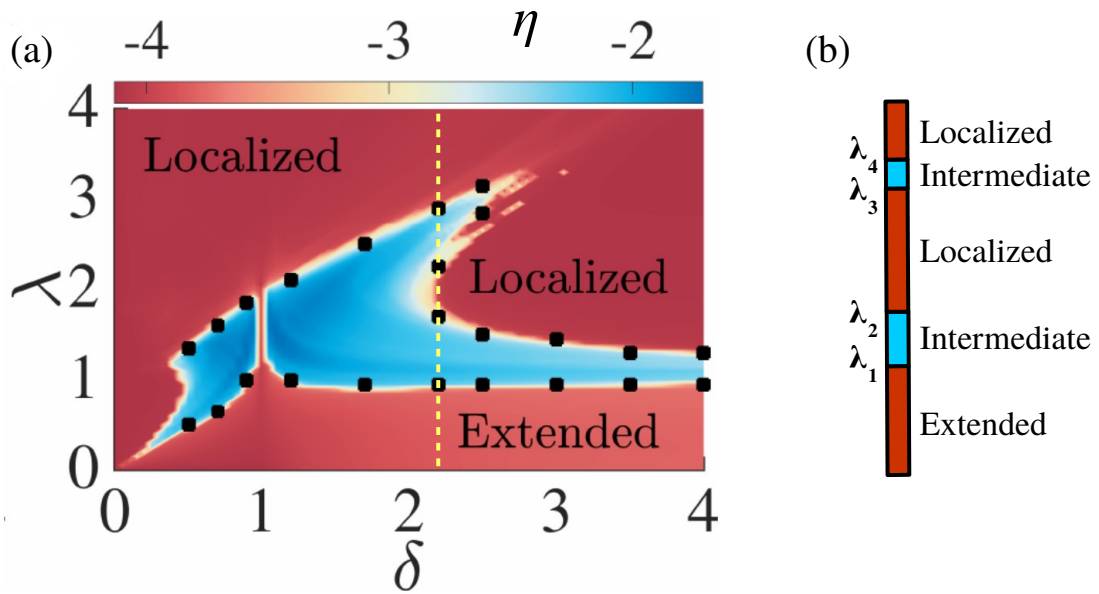 (a)
-4 -3 η -2
4
3
λ
2
1
0
Localized
Localized
Extended
0 1 2 3 4
δ
(b)
Localized
λ4
Intermediate
λ3
Localized
λ2
Intermediate
λ1
Extended